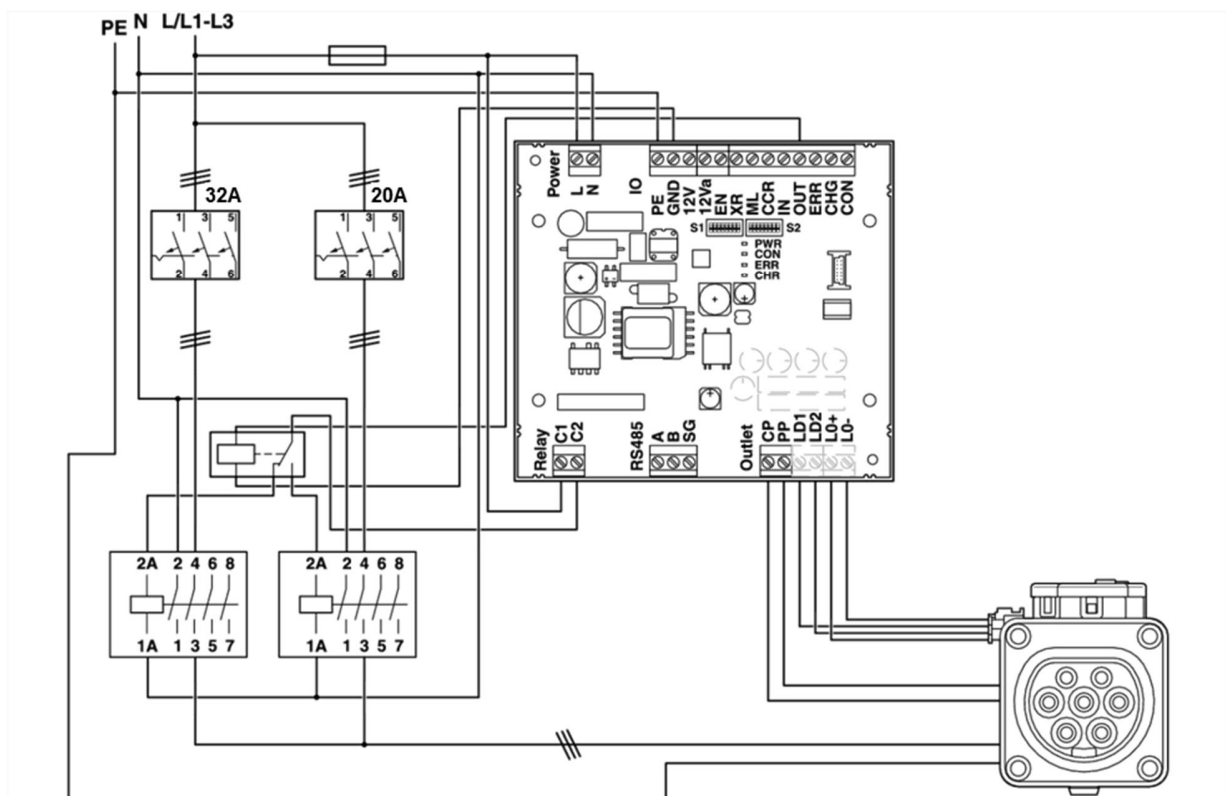 PE N L/L1-L3
32A
20A
1 3 5
2 4 6
1 3 5
2 4 6
Power
L
N
IO
PE
GND
12V
12Va
EN
XR
ML
CCR
IN
OUT
ERR
CHG
CON
S1
S2
PWR
CON
ERR
CHR
Relay
C1
C2
RS485
A
B
SG
Outlet
CP
PP
LD1
LD2
L0+
L0-
2A 2 4 6 8
1A 1 3 5 7
2A 2 4 6 8
1A 1 3 5 7